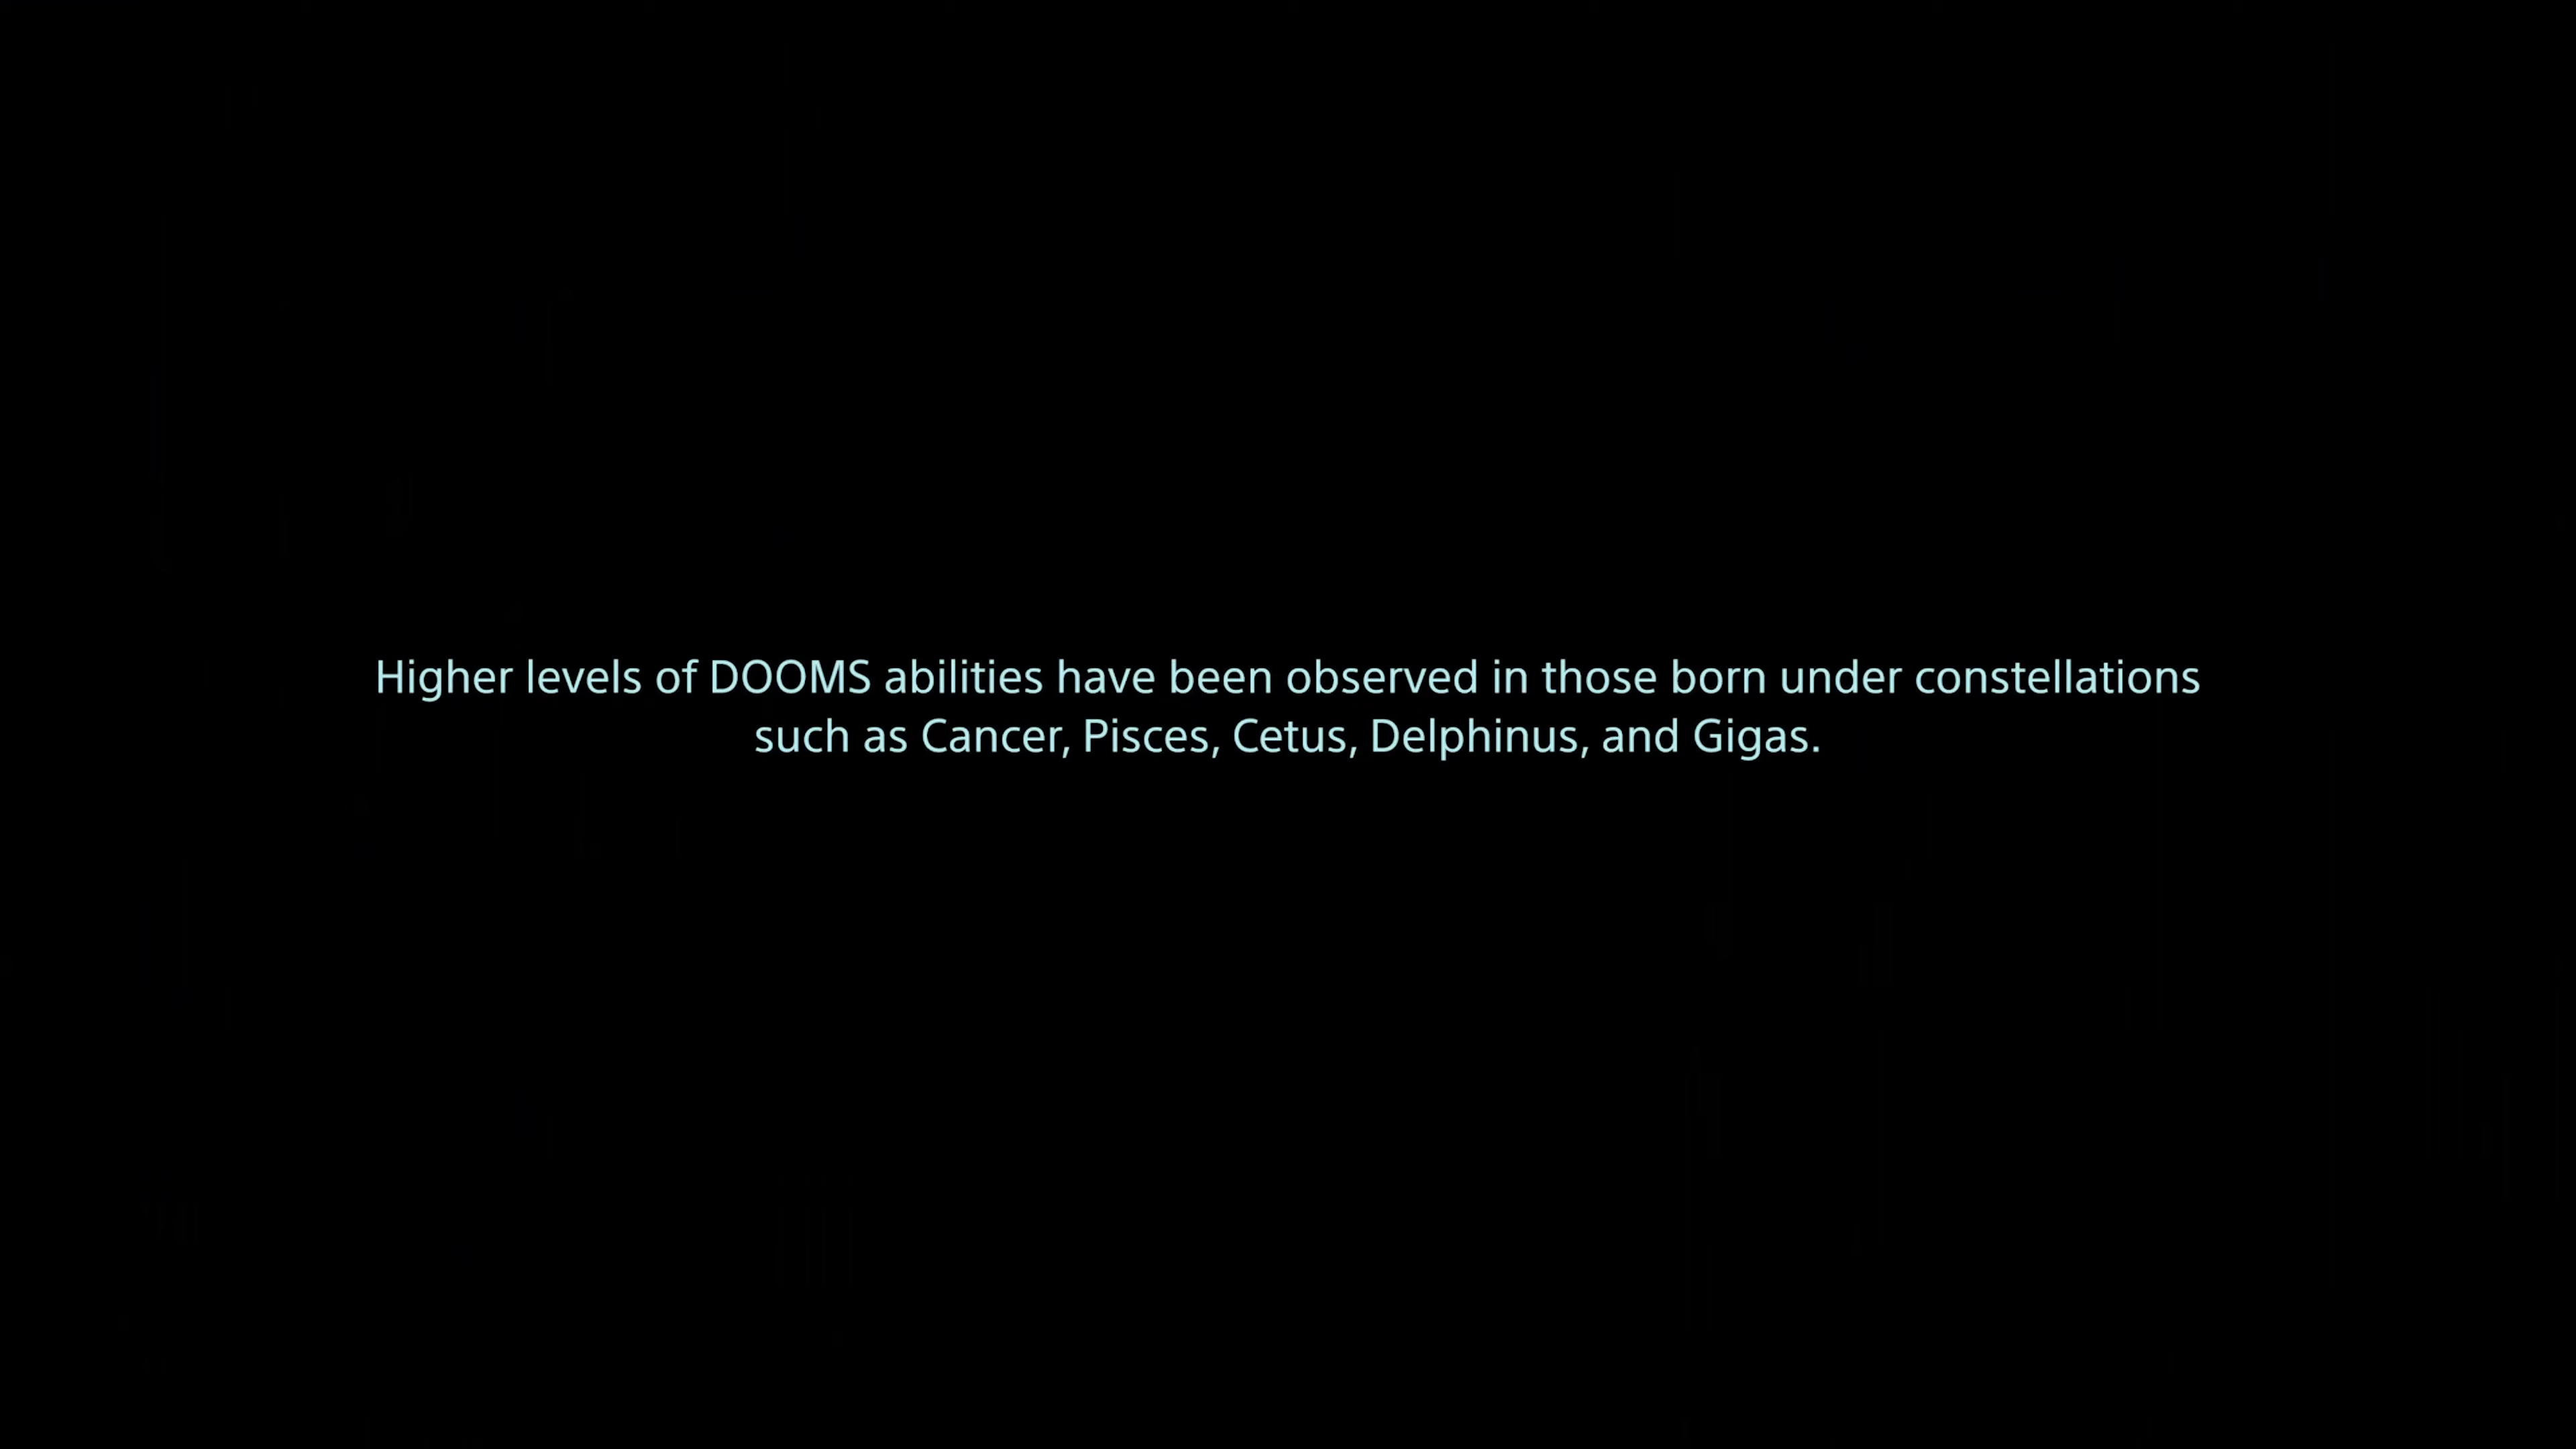 Higher levels of DOOMS abilities have been observed in those born under constellations
such as Cancer, Pisces, Cetus, Delphinus, and Gigas.